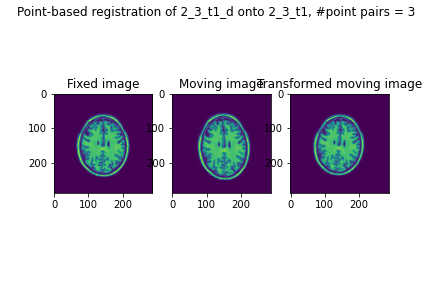 Point-based registration of 2_3_t1_d onto 2_3_t1, #point pairs = 3
Fixed image
Moving image
Transformed moving image
0
100
200
0
100
200
0
100
200
0 100 200
0 100 200
0 100 200